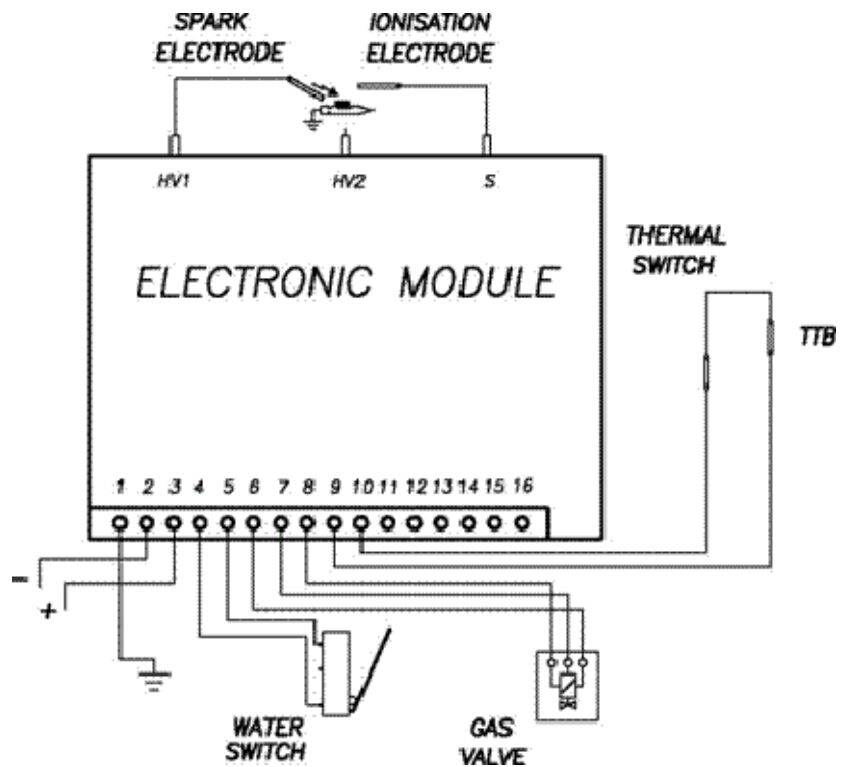 SPARK
ELECTRODE
IONISATION
ELECTRODE
HV1 HV2 S
ELECTRONIC MODULE
THERMAL
SWITCH
TTB
1 2 3 4 5 6 7 8 9 10 11 12 13 14 15 16
-
+
WATER
SWITCH
GAS
VALVE